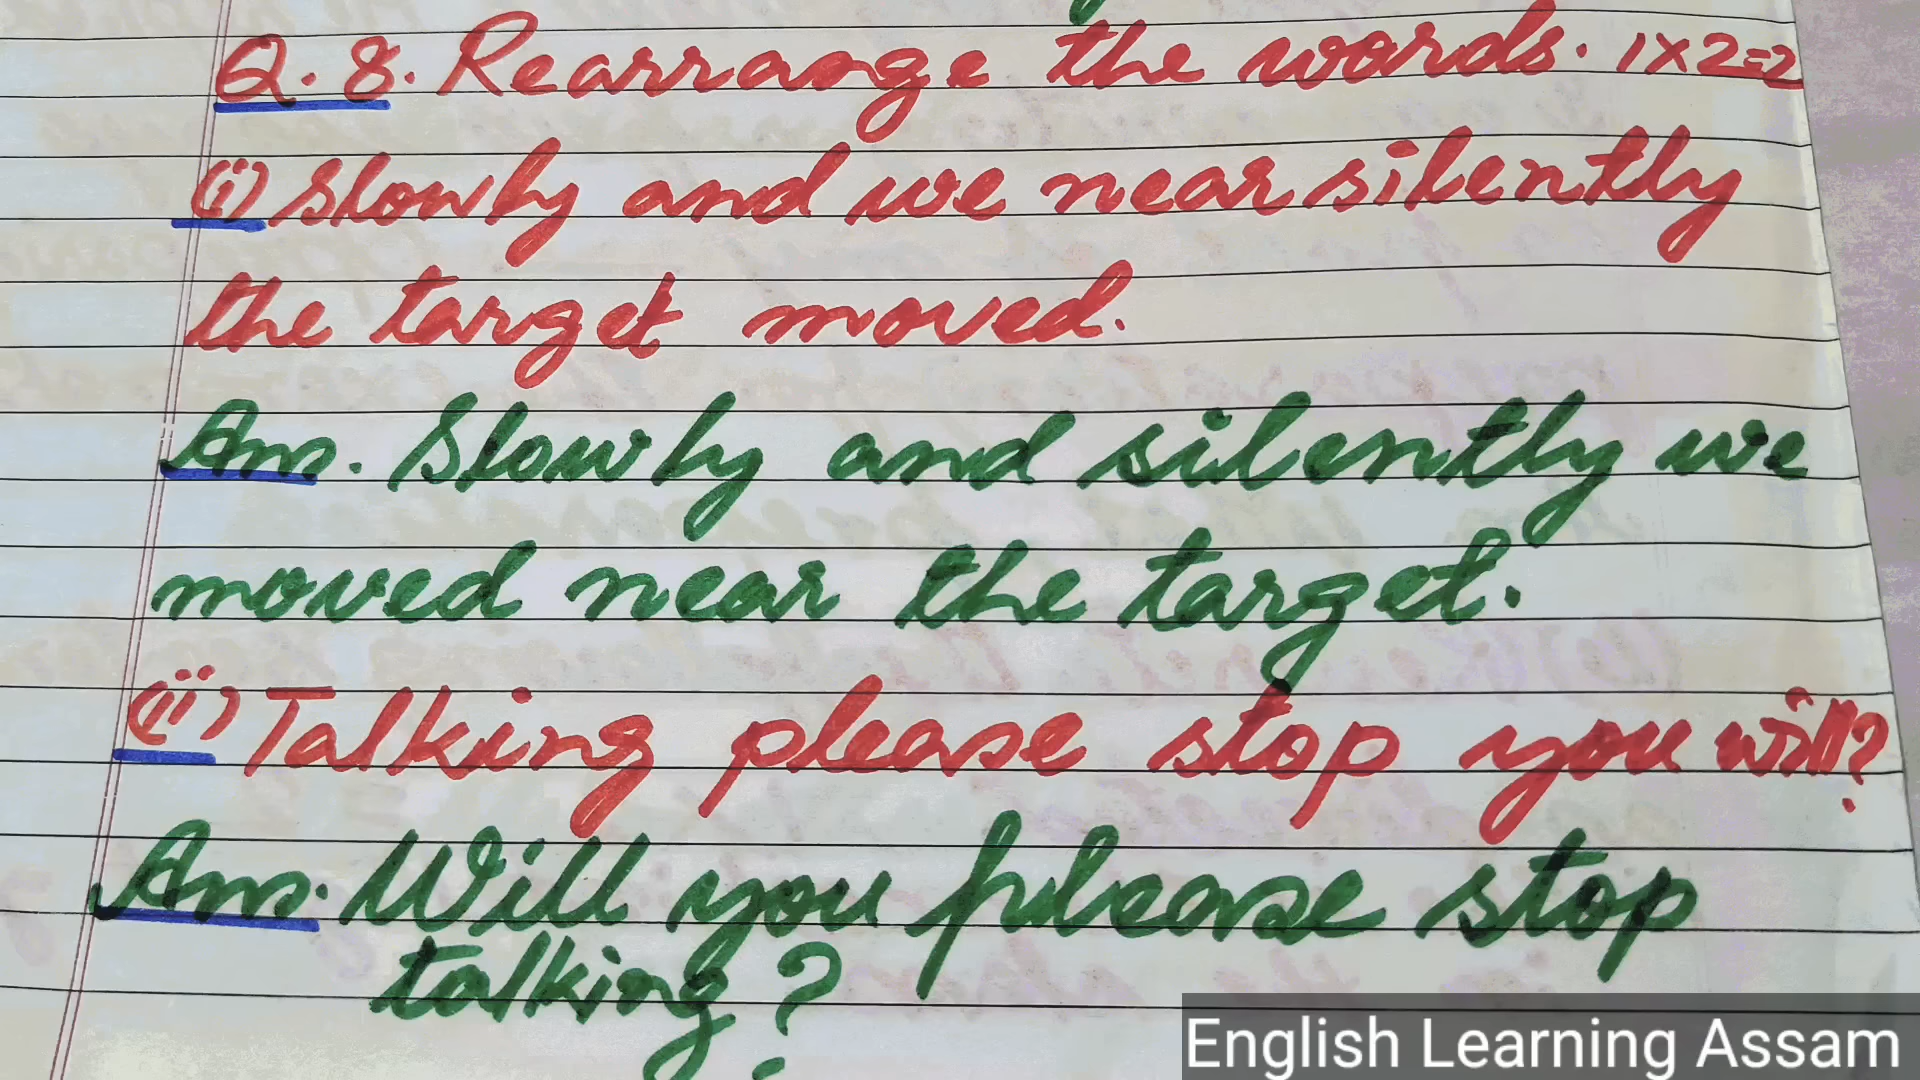 Q. 8. Rearrange the words. 1×2=2
(i) Slowly and we near silently
the target moved.
Ans. Slowly and silently we
moved near the target.
(ii) Talking please stop you will?
Ans. Will you please stop
talking?
English Learning Assam